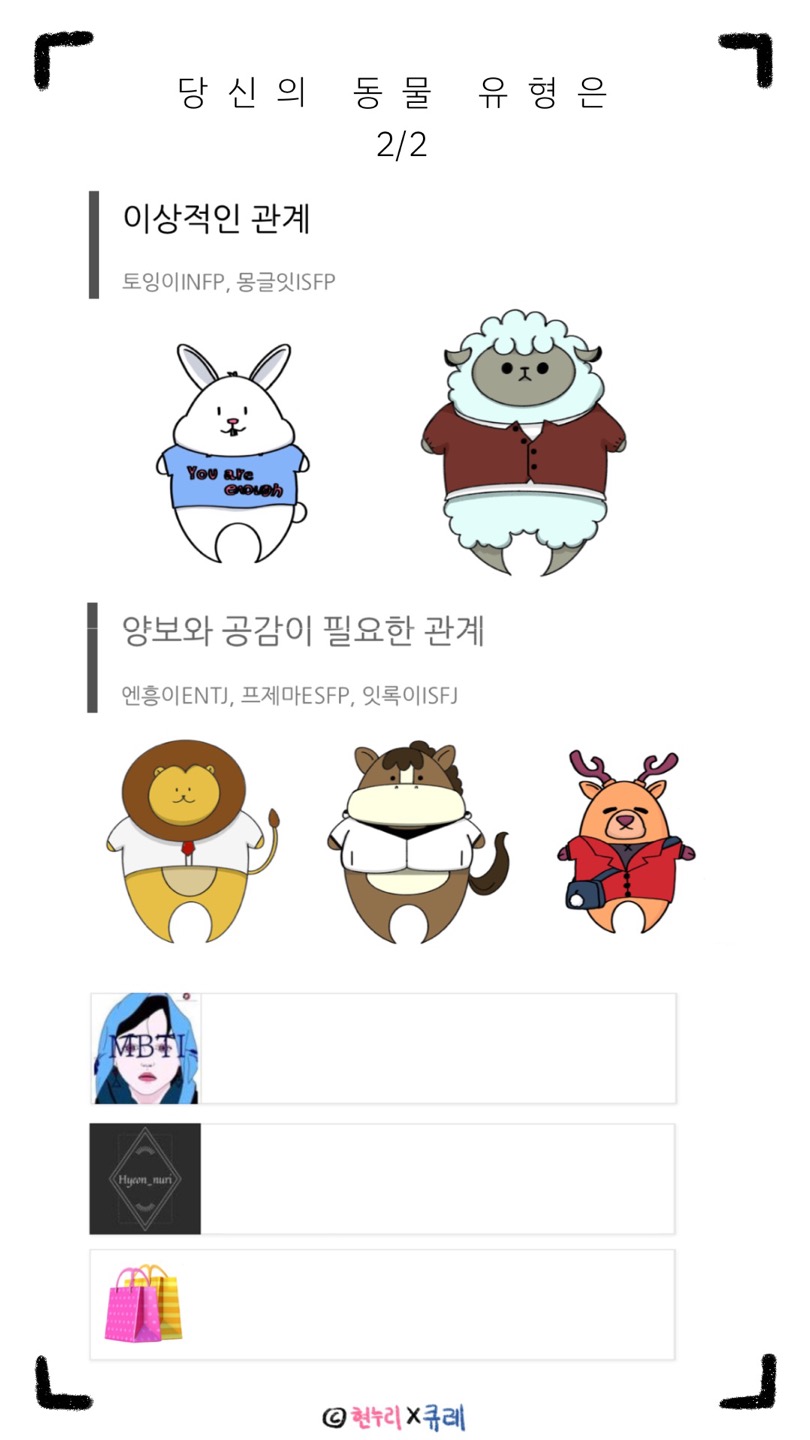 당신의 동물 유형은
2/2
이상적인 관계
토잉이INFP, 몽글잇ISFP
You are
enough
양보와 공감이 필요한 관계
엔흥이ENTJ, 프제마ESFP, 잇록이ISFJ
MBTI
Hyeon_nuri
© 현누리 X 큐레